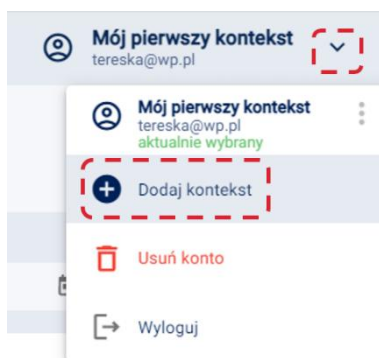 Mój pierwszy kontekst
tereska@wp.pl
Mój pierwszy kontekst
tereska@wp.pl
aktualnie wybrany
Dodaj kontekst
Usuń konto
Wyloguj